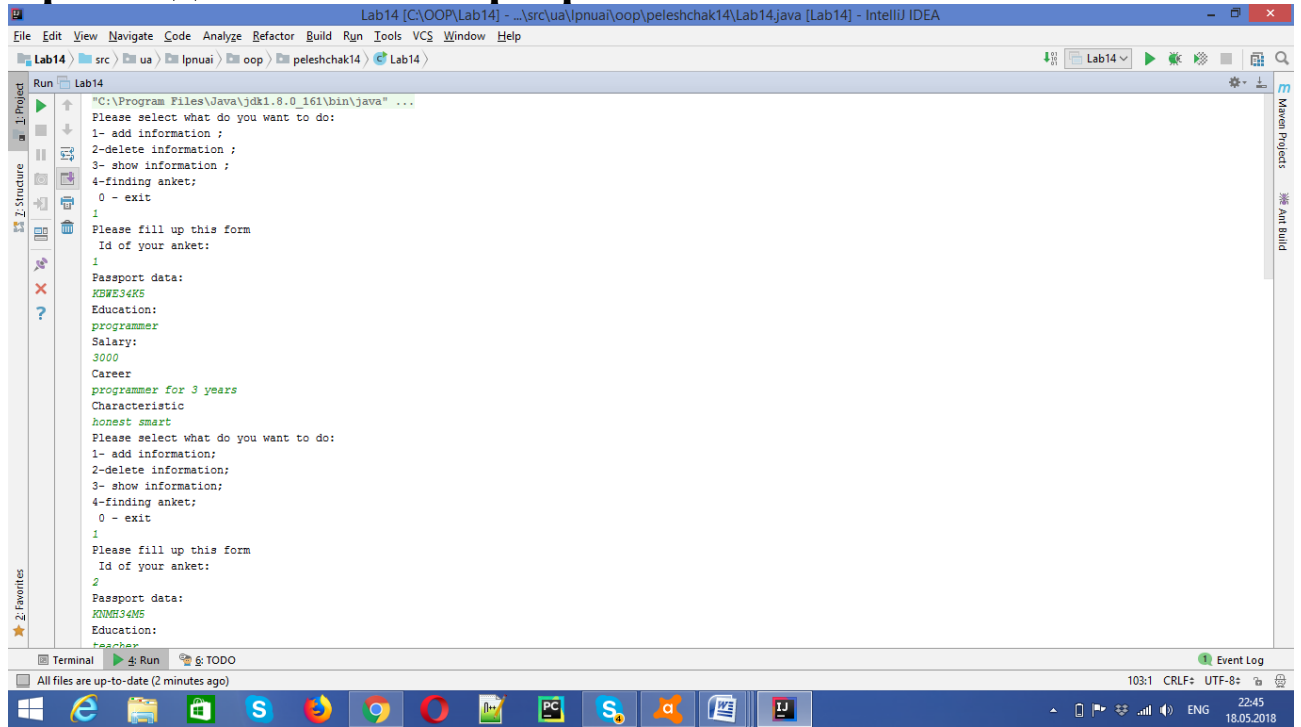 Lab14 [C:\OOP\Lab14] - ...\src\ua\lpnuai\oop\peleshchak14\Lab14.java [Lab14] - IntelliJ IDEA
File Edit View Navigate Code Analyze Refactor Build Run Tools VCS Window Help
Lab14 src ua lpnuai oop peleshchak14 Lab14
Lab14
Run Lab14
1: Project
7: Structure
2: Favorites
m Maven Projects
Ant Build
"C:\Program Files\Java\jdk1.8.0_161\bin\java" ...
Please select what do you want to do:
1- add information ;
2-delete information ;
3- show information ;
4-finding anket;
0 - exit
1
Please fill up this form
Id of your anket:
1
Passport data:
KBWE34K5
Education:
programmer
Salary:
3000
Career
programmer for 3 years
Characteristic
honest smart
Please select what do you want to do:
1- add information;
2-delete information;
3- show information;
4-finding anket;
0 - exit
1
Please fill up this form
Id of your anket:
2
Passport data:
KNMH34M5
Education:
teacher
Terminal 4: Run 6: TODO
1 Event Log
All files are up-to-date (2 minutes ago)
103:1 CRLF UTF-8
ENG
22:45
18.05.2018